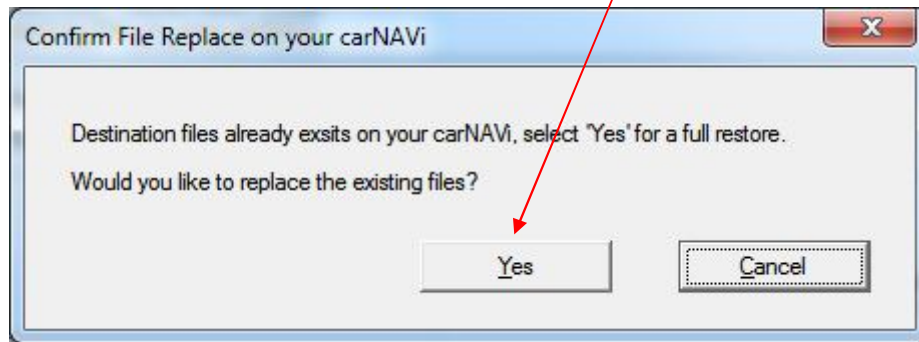 Confirm File Replace on your carNAVi
Destination files already exsits on your carNAVi, select 'Yes' for a full restore.
Would you like to replace the existing files?
Yes
Cancel